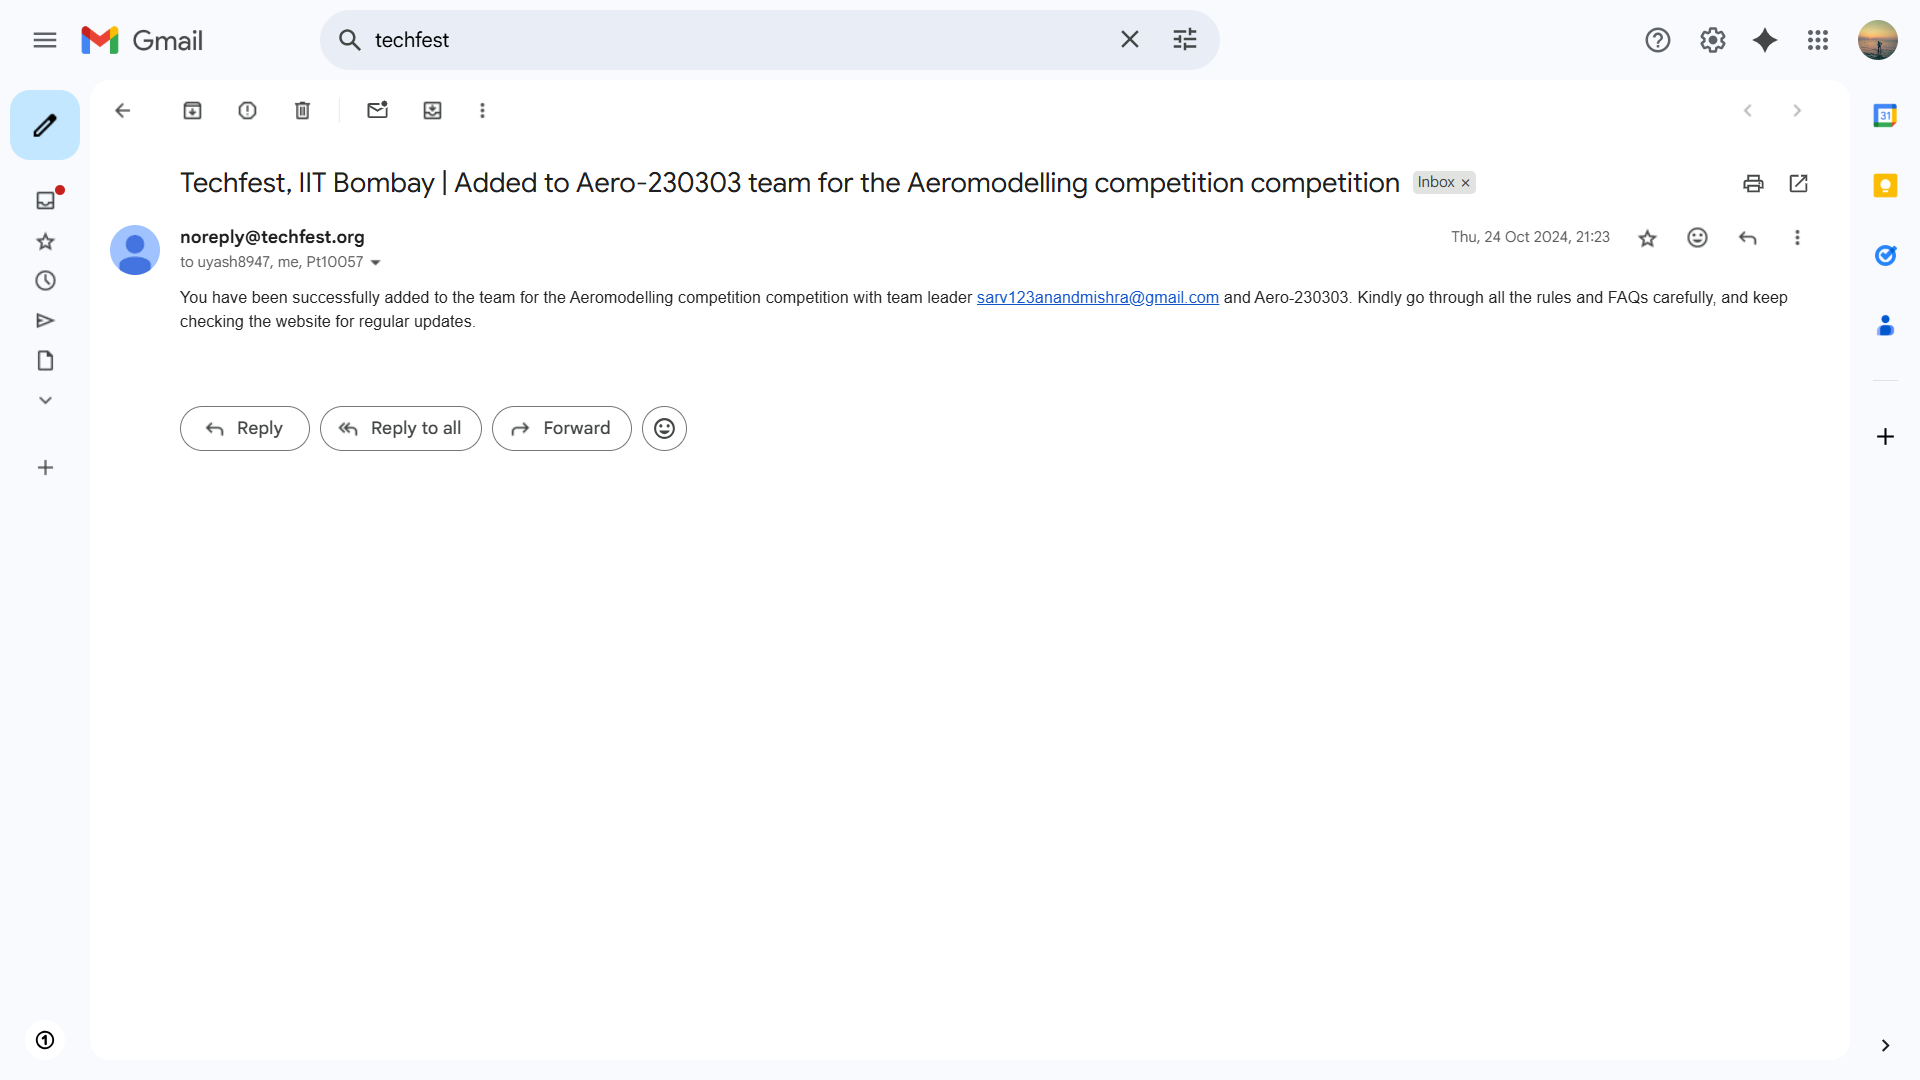 Gmail
techfest
Techfest, IIT Bombay | Added to Aero-230303 team for the Aeromodelling competition competition
Inbox ×
noreply@techfest.org
Thu, 24 Oct 2024, 21:23
to uyash8947, me, Pt10057
You have been successfully added to the team for the Aeromodelling competition competition with team leader sarv123anandmishra@gmail.com and Aero-230303. Kindly go through all the rules and FAQs carefully, and keep
checking the website for regular updates.
Reply
Reply to all
Forward
31
1